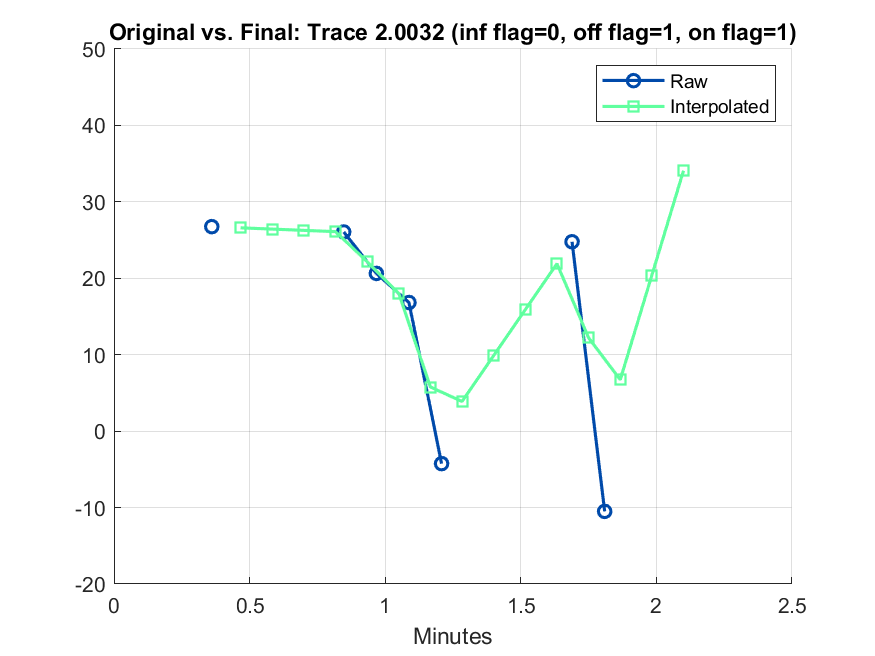 Original vs. Final: Trace 2.0032 (inf flag=0, off flag=1, on flag=1)
50
Raw
Interpolated
40
30
20
10
0
-10
-20
0 0.5 1 1.5 2 2.5
Minutes